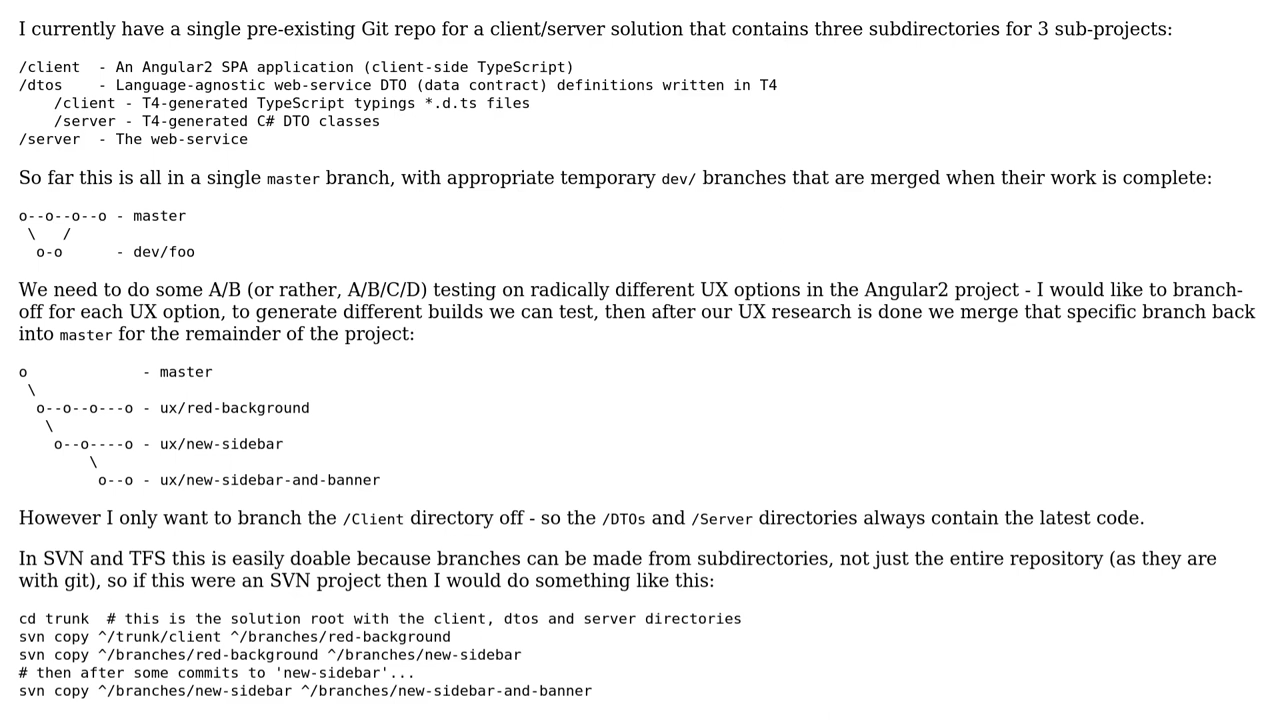 I currently have a single pre-existing Git repo for a client/server solution that contains three subdirectories for 3 sub-projects:
/client  - An Angular2 SPA application (client-side TypeScript)
/dtos    - Language-agnostic web-service DTO (data contract) definitions written in T4
    /client - T4-generated TypeScript typings *.d.ts files
    /server - T4-generated C# DTO classes
/server  - The web-service
So far this is all in a single master branch, with appropriate temporary dev/ branches that are merged when their work is complete:
o--o--o--o - master
 \   /
  o-o      - dev/foo
We need to do some A/B (or rather, A/B/C/D) testing on radically different UX options in the Angular2 project - I would like to branch-
off for each UX option, to generate different builds we can test, then after our UX research is done we merge that specific branch back
into master for the remainder of the project:
o             - master
 \
  o--o--o---o - ux/red-background
   \
    o--o----o - ux/new-sidebar
        \
         o--o - ux/new-sidebar-and-banner
However I only want to branch the /Client directory off - so the /DTOs and /Server directories always contain the latest code.
In SVN and TFS this is easily doable because branches can be made from subdirectories, not just the entire repository (as they are
with git), so if this were an SVN project then I would do something like this:
cd trunk  # this is the solution root with the client, dtos and server directories
svn copy ^/trunk/client ^/branches/red-background
svn copy ^/branches/red-background ^/branches/new-sidebar
# then after some commits to 'new-sidebar'...
svn copy ^/branches/new-sidebar ^/branches/new-sidebar-and-banner